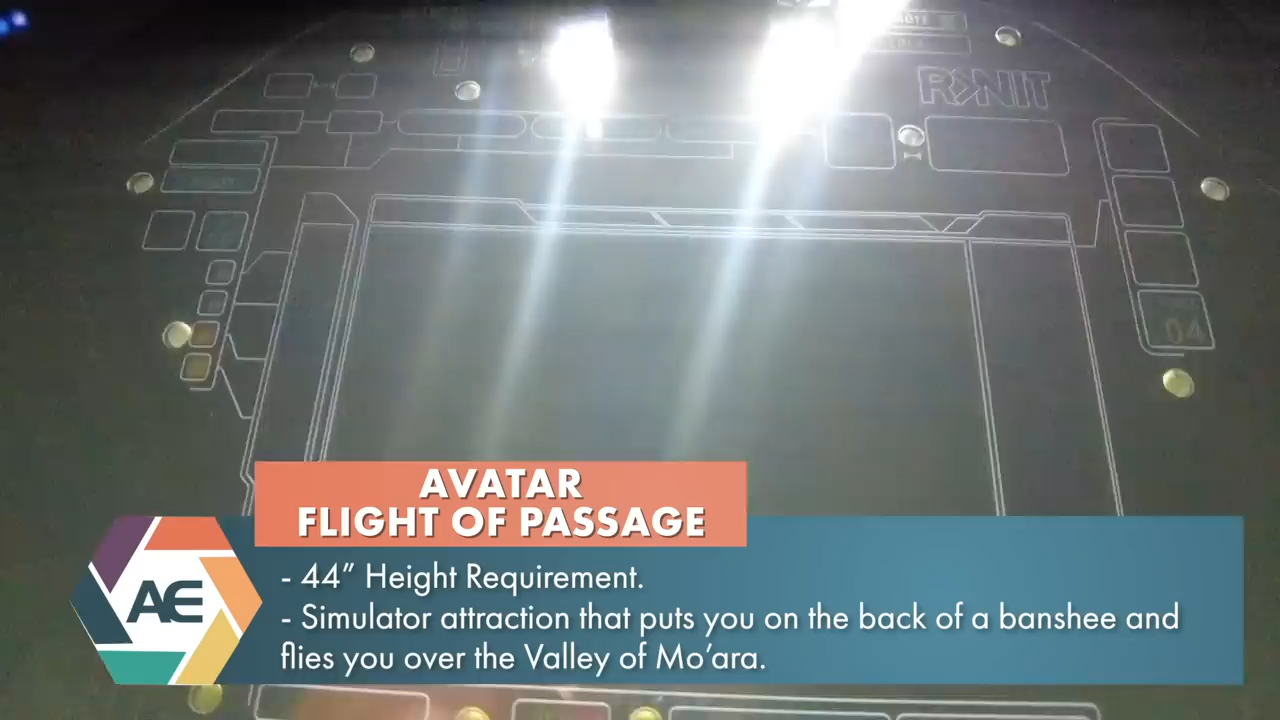 RXNIT
04
AVATAR
FLIGHT OF PASSAGE
- 44” Height Requirement.
- Simulator attraction that puts you on the back of a banshee and
flies you over the Valley of Mo’ara.
AE